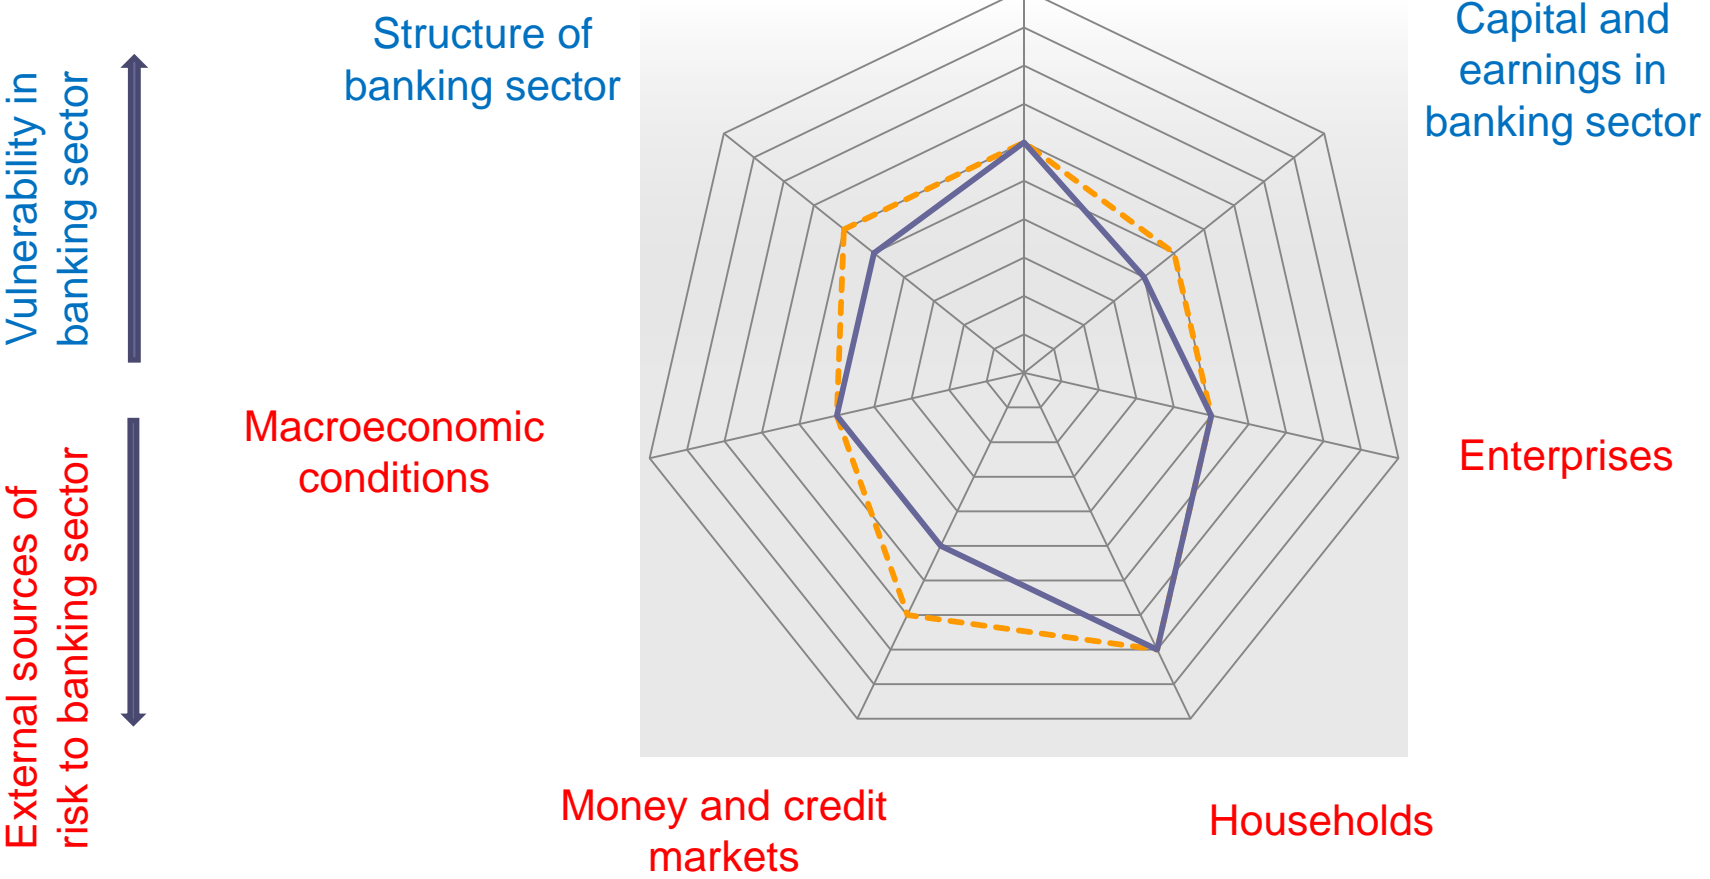 Structure of
banking sector
Capital and
earnings in
banking sector
Vulnerability in
banking sector
Macroeconomic
conditions
Enterprises
External sources of
risk to banking sector
Money and credit
markets
Households